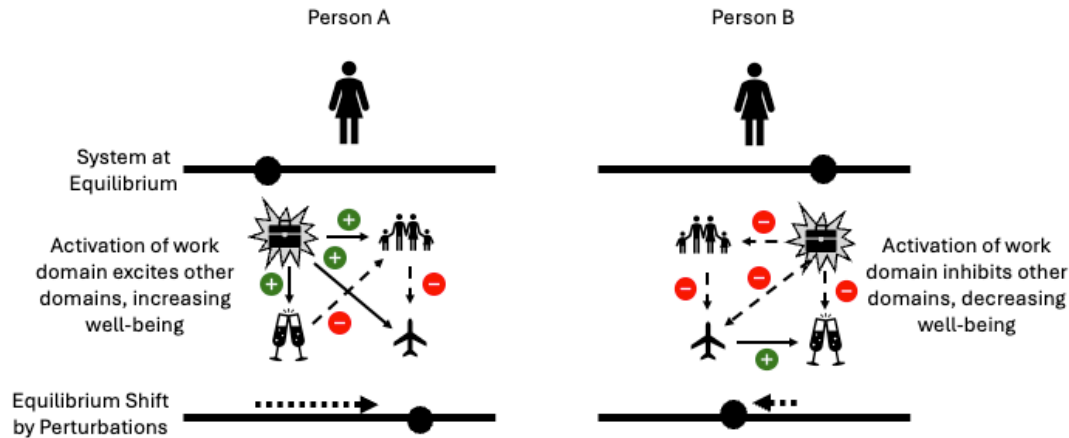 Person A
Person B
System at
Equilibrium
+
+
+
−
−
Activation of work
domain excites other
domains, increasing
well-being
−
−
−
−
+
Activation of work
domain inhibits other
domains, decreasing
well-being
Equilibrium Shift
by Perturbations